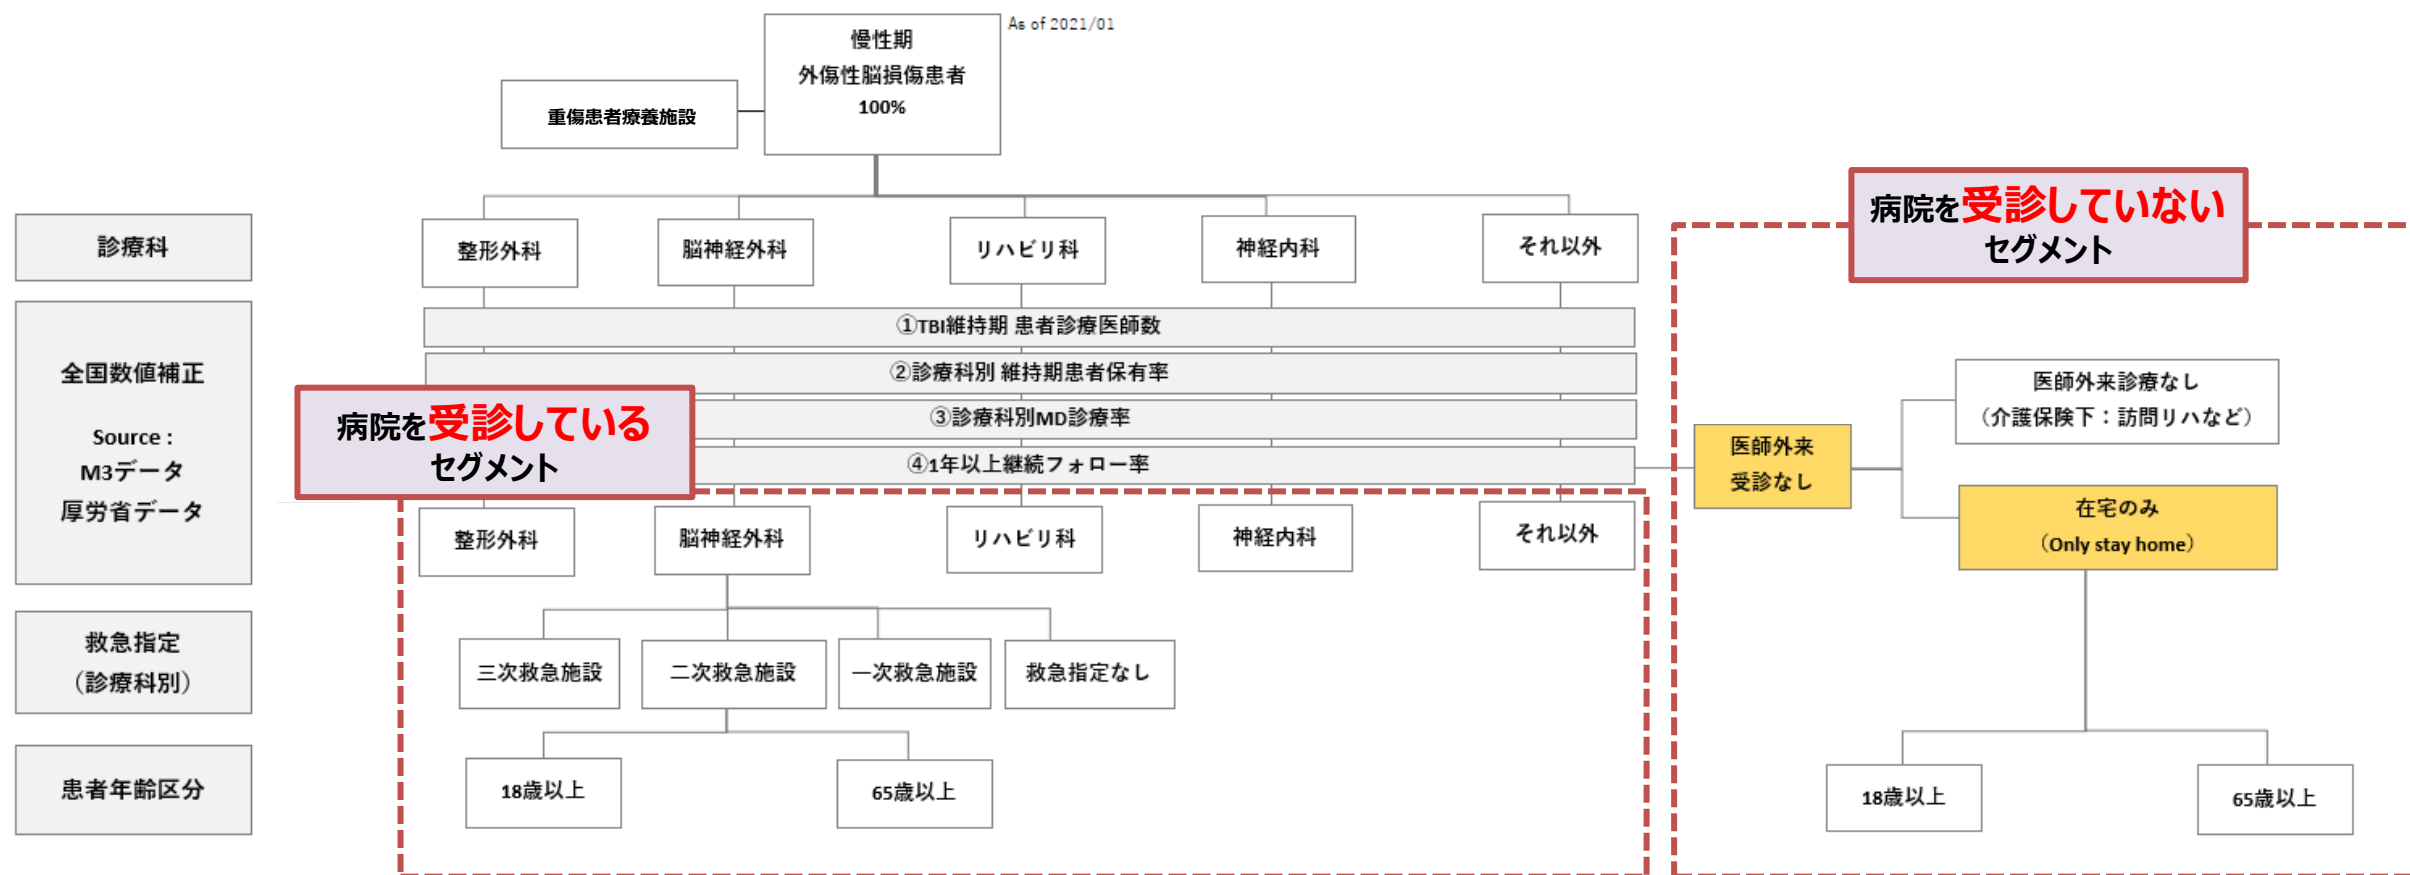 As of 2021/01
慢性期
外傷性脳損傷患者
100%
重傷患者療養施設
病院を受診していない
セグメント
診療科
整形外科
脳神経外科
リハビリ科
神経内科
それ以外
全国数値補正
Source :
M3データ
厚労省データ
①TBI維持期 患者診療医師数
②診療科別 維持期患者保有率
③診療科別MD診療率
④1年以上継続フォロー率
病院を受診している
セグメント
医師外来
受診なし
医師外来診療なし
（介護保険下：訪問リハなど）
在宅のみ
（Only stay home）
整形外科
脳神経外科
リハビリ科
神経内科
それ以外
救急指定
（診療科別）
三次救急施設
二次救急施設
一次救急施設
救急指定なし
患者年齢区分
18歳以上
65歳以上
18歳以上
65歳以上